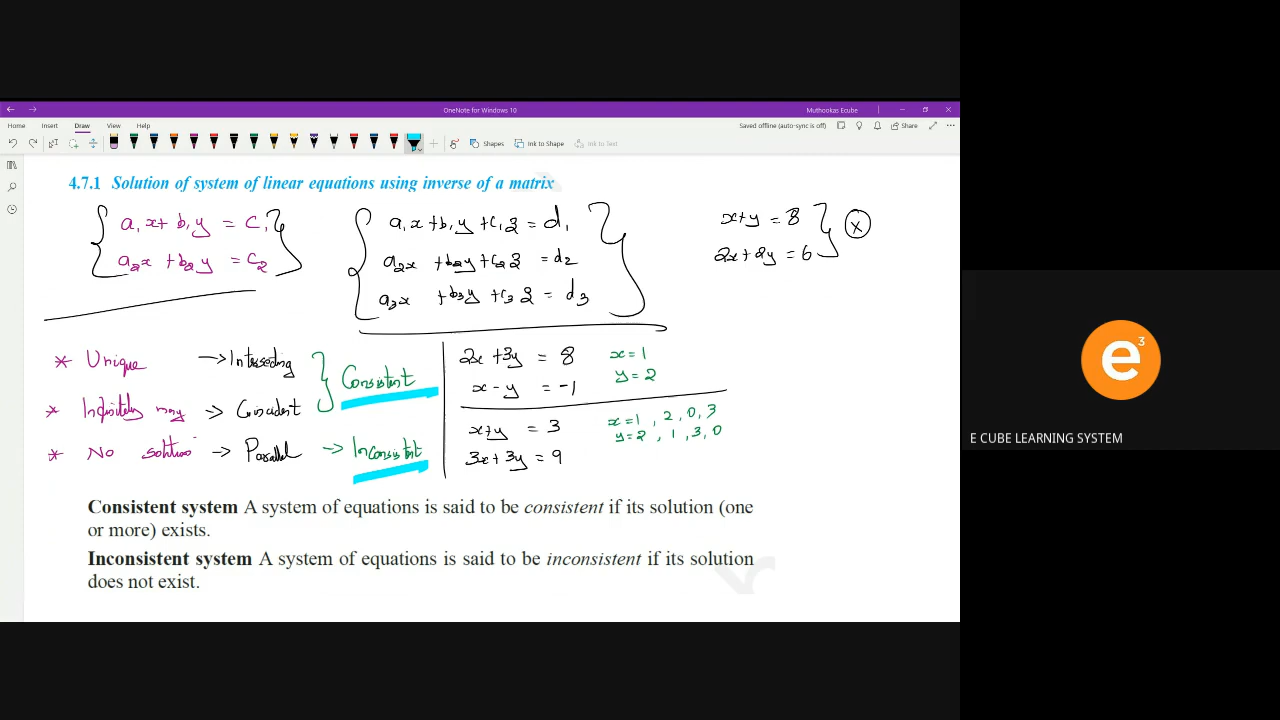 OneNote for Windows 10
Muthookas Ecube
Home Insert Draw View Help
Saved offline (auto-sync is off)
Share
Shapes Ink to Shape Ink to Text
4.7.1 Solution of system of linear equations using inverse of a matrix
a₁x + b₁y = c₁
a₂x + b₂y = c₂
a₁x + b₁y + c₁z = d₁
a₂x + b₂y + c₂z = d₂
a₃x + b₃y + c₃z = d₃
x+y = 8
2x+2y = 6
x
* Unique → Intersecting
* Infinitely many → Coincident
Consistent
* No solution → Parallel → Inconsistent
2x + 3y = 8 x=1
x - y = -1 y=2
x+y = 3 x=1, 2, 0, 3
3x+3y = 9 y=2, 1, 3, 0
Consistent system A system of equations is said to be consistent if its solution (one
or more) exists.
Inconsistent system A system of equations is said to be inconsistent if its solution
does not exist.
e³
E CUBE LEARNING SYSTEM